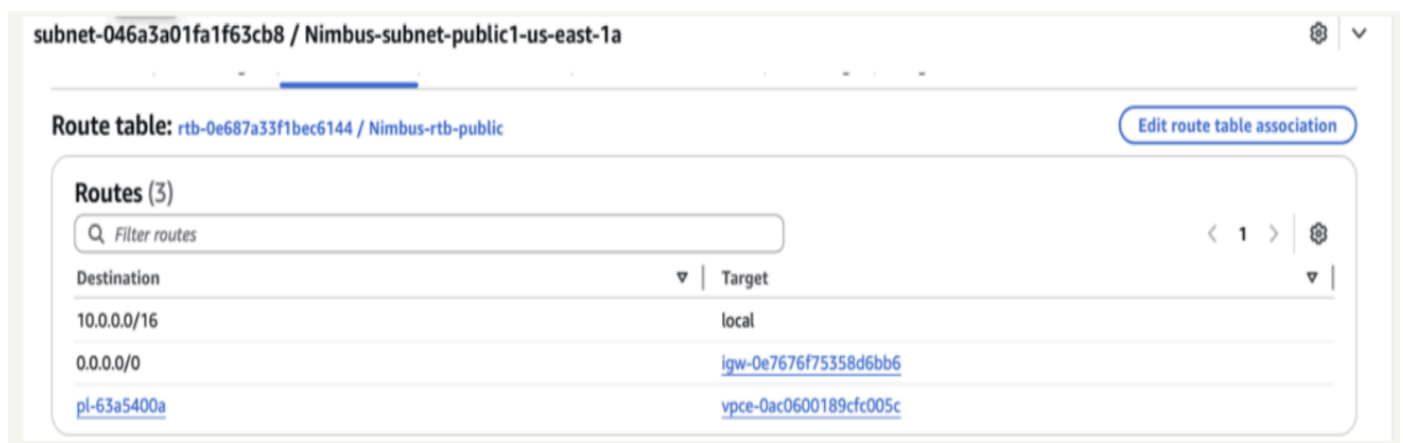 subnet-046a3a01fa1f63cb8 / Nimbus-subnet-public1-us-east-1a
Route table: rtb-0e687a33f1bec6144 / Nimbus-rtb-public
Edit route table association
Routes (3)
Filter routes
1
Destination Target
10.0.0.0/16 local
0.0.0.0/0 igw-0e7676f75358d6bb6
pl-63a5400a vpce-0ac0600189cfc005c